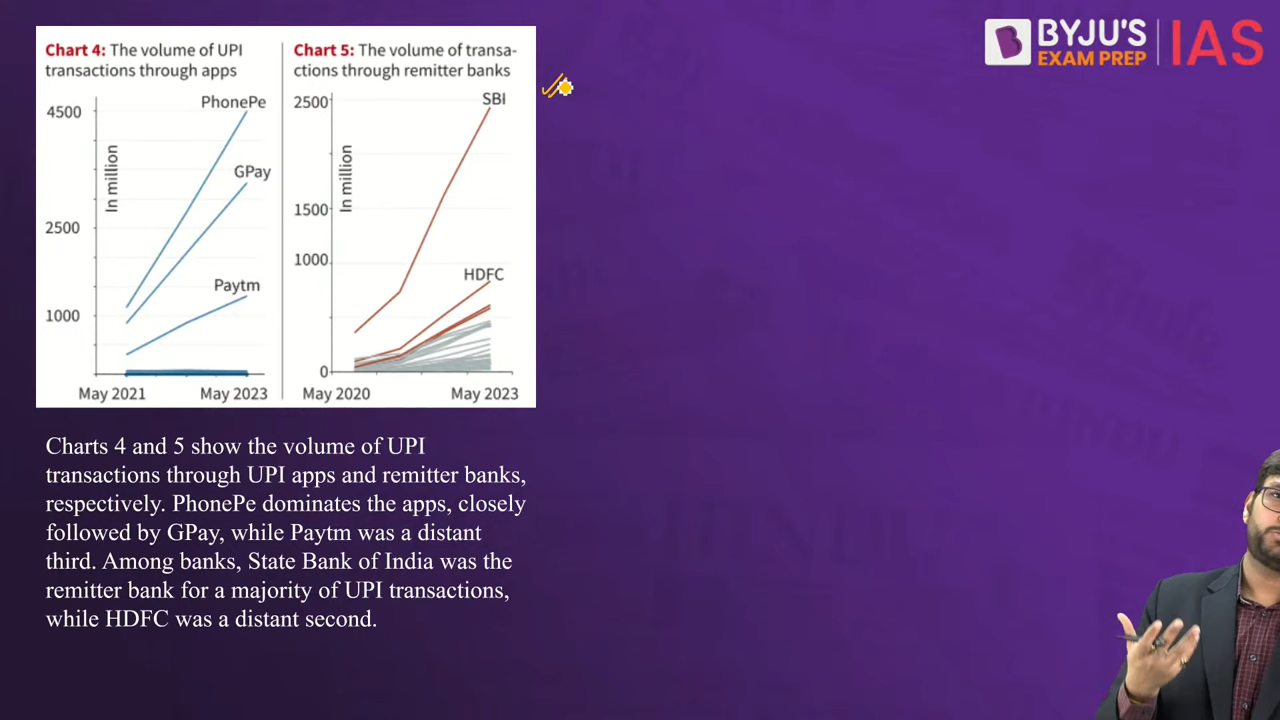 Chart 4: The volume of UPI
transactions through apps
PhonePe
4500
In million
GPay
2500
Paytm
1000
May 2021 May 2023
Chart 5: The volume of transa-
ctions through remitter banks
SBI
2500
In million
1500
1000
HDFC
0
May 2020 May 2023
BYJU'S
EXAM PREP
IAS
Charts 4 and 5 show the volume of UPI
transactions through UPI apps and remitter banks,
respectively. PhonePe dominates the apps, closely
followed by GPay, while Paytm was a distant
third. Among banks, State Bank of India was the
remitter bank for a majority of UPI transactions,
while HDFC was a distant second.